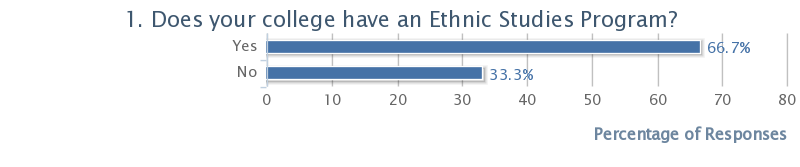 1. Does your college have an Ethnic Studies Program?
Yes 66.7%
No 33.3%
0 10 20 30 40 50 60 70 80
Percentage of Responses